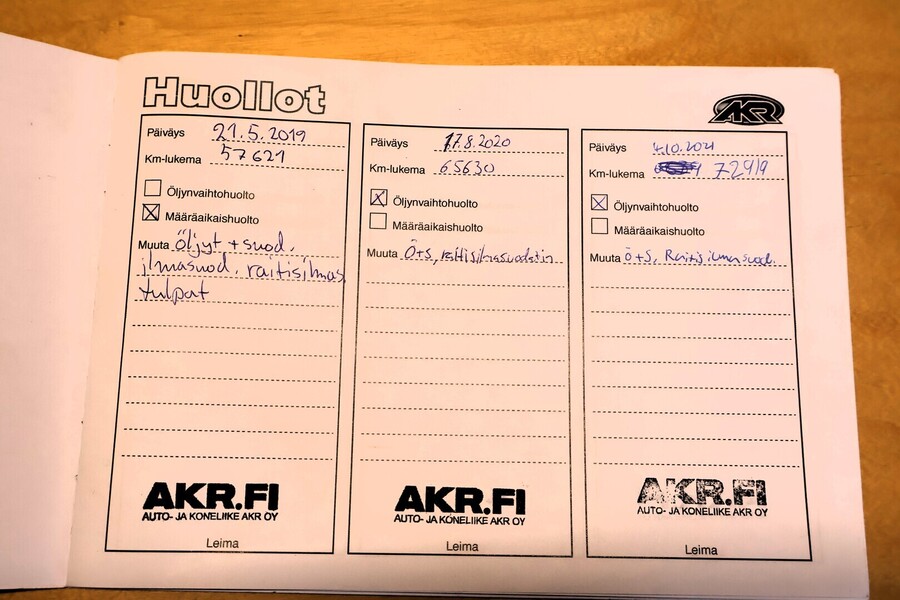 Huollot
AKR
Päiväys 21.5.2019
Km-lukema 57621
Öljynvaihtohuolto
Määräaikaishuolto
Muuta öljyt + suod.
ilmasuod. raitisilmas
tulpat
AKR.FI
AUTO- JA KONELIIKE AKR OY
Leima
Päiväys 17.8.2020
Km-lukema 65630
Öljynvaihtohuolto
Määräaikaishuolto
Muuta Ö+S, raitisilmasuodatin
AKR.FI
AUTO- JA KONELIIKE AKR OY
Leima
Päiväys 4.10.2021
Km-lukema 72919
Öljynvaihtohuolto
Määräaikaishuolto
Muuta Ö+S, Raitisilmasuod.
AKR.FI
AUTO- JA KONELIIKE AKR OY
Leima